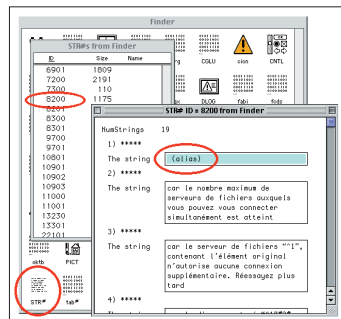 Finder
STR#s from Finder
ID Size Name
6901 1809
7200 2191
7300 110
8200 1175
8201
8300
8301
9700
9701
10801
10901
10902
10903
11000
11001
13230
13301
22101
CGLU
cicn
CNTL
DLOG
fabi
fods
sktb
PICT
STR#
tab#
STR# ID = 8200 from Finder
NumStrings 19
1) *****
The string (alias)
2) *****
The string car le nombre maximum de
serveurs de fichiers auxquels
vous pouvez vous connecter
simultanément est atteint
3) *****
The string car le serveur de fichiers “^1”,
contenant l'élément original
n'autorise aucune connexion
supplémentaire. Réessayez plus
tard
4) *****